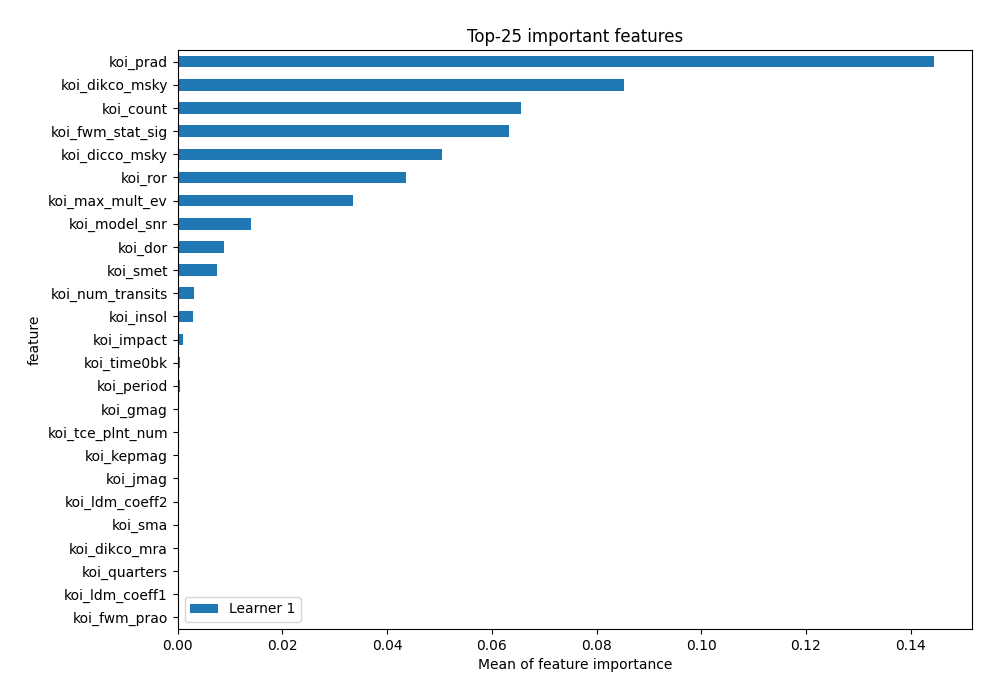 Top-25 important features
koi_prad
koi_dikco_msky
koi_count
koi_fwm_stat_sig
koi_dicco_msky
koi_ror
koi_max_mult_ev
koi_model_snr
koi_dor
koi_smet
koi_num_transits
koi_insol
koi_impact
koi_time0bk
koi_period
koi_gmag
koi_tce_plnt_num
koi_kepmag
koi_jmag
koi_ldm_coeff2
koi_sma
koi_dikco_mra
koi_quarters
koi_ldm_coeff1
koi_fwm_prao
feature
Learner 1
0.00 0.02 0.04 0.06 0.08 0.10 0.12 0.14
Mean of feature importance